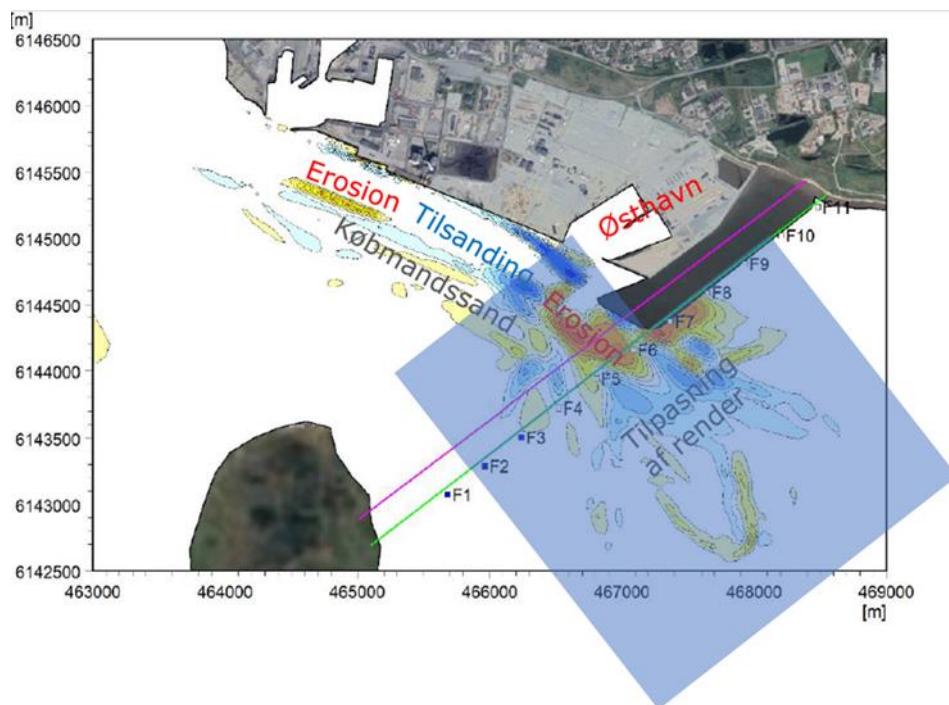 [m]
6146500
6146000
6145500
6145000
6144500
6144000
6143500
6143000
6142500
Erosion
Tilsanding
Købmandssand
Østhavn
Erosion
Tilpasning
af render
F11
F10
F9
F8
F7
F6
F5
F4
F3
F2
F1
463000 464000 465000 466000 467000 468000 469000
[m]